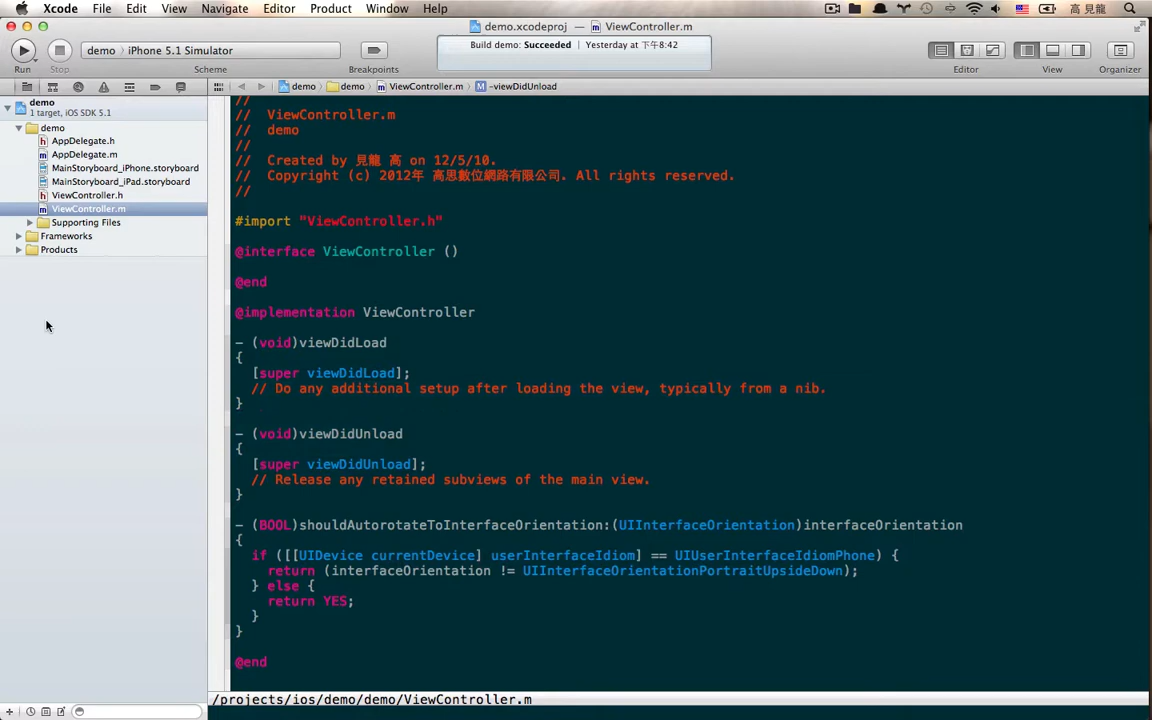 Xcode File Edit View Navigate Editor Product Window Help 高 見龍
demo.xcodeproj — ViewController.m
demo iPhone 5.1 Simulator
Build demo: Succeeded Yesterday at 下午8:42
Run Stop Scheme Breakpoints Editor View Organizer
demo demo ViewController.m M -viewDidUnload
demo
1 target, iOS SDK 5.1
demo
h AppDelegate.h
m AppDelegate.m
MainStoryboard_iPhone.storyboard
MainStoryboard_iPad.storyboard
h ViewController.h
m ViewController.m
Supporting Files
Frameworks
Products
//
// ViewController.m
// demo
//
// Created by 見龍 高 on 12/5/10.
// Copyright (c) 2012年 高思數位網路有限公司. All rights reserved.
//
#import "ViewController.h"
@interface ViewController ()
@end
@implementation ViewController
- (void)viewDidLoad
{
[super viewDidLoad];
// Do any additional setup after loading the view, typically from a nib.
}
- (void)viewDidUnload
{
[super viewDidUnload];
// Release any retained subviews of the main view.
}
- (BOOL)shouldAutorotateToInterfaceOrientation:(UIInterfaceOrientation)interfaceOrientation
{
if ([[UIDevice currentDevice] userInterfaceIdiom] == UIUserInterfaceIdiomPhone) {
return (interfaceOrientation != UIInterfaceOrientationPortraitUpsideDown);
} else {
return YES;
}
}
@end
/projects/ios/demo/demo/ViewController.m